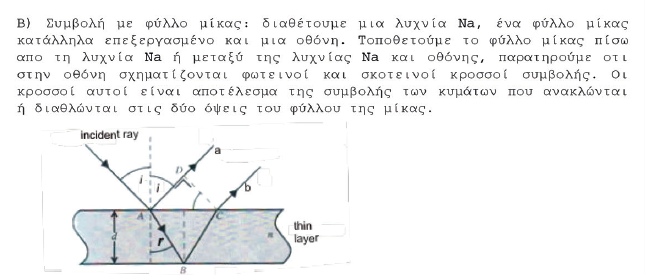 Β) Συμβολή με φύλλο μίκας: διαθέτουμε μια λυχνία Na, ένα φύλλο μίκας
κατάλληλα επεξεργασμένο και μια οθόνη. Τοποθετούμε το φύλλο μίκας πίσω
απο τη λυχνία Na ή μεταξύ της λυχνίας Na και οθόνης, παρατηρούμε οτι
στην οθόνη σχηματίζονται φωτεινοί και σκοτεινοί κροσσοί συμβολής. Οι
κροσσοί αυτοί είναι αποτέλεσμα της συμβολής των κυμάτων που ανακλώνται
ή διαθλώνται στις δύο όψεις του φύλλου της μίκας.
incident ray
a
D
i
i
b
A
C
d
r
n
thin
layer
B